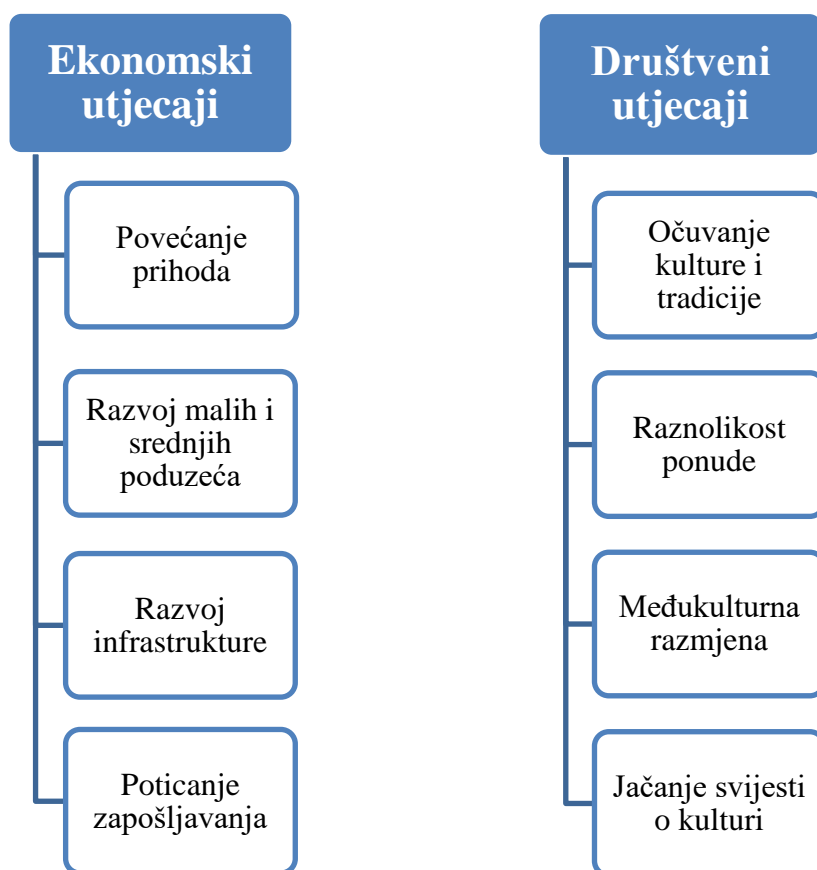 Ekonomski
utjecaji
Povećanje
prihoda
Razvoj malih i
srednjih
poduzeća
Razvoj
infrastrukture
Poticanje
zapošljavanja
Društveni
utjecaji
Očuvanje
kulture i
tradicije
Raznolikost
ponude
Međukulturna
razmjena
Jačanje svijesti
o kulturi